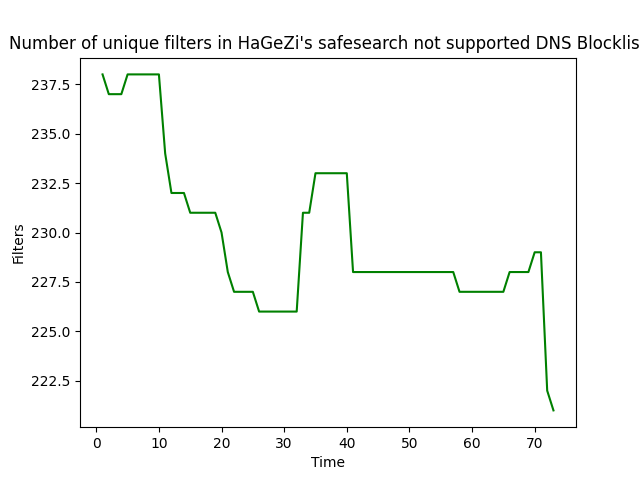 Number of unique filters in HaGeZi's safesearch not supported DNS Blocklis
237.5
235.0
232.5
230.0
227.5
225.0
222.5
Filters
0 10 20 30 40 50 60 70
Time